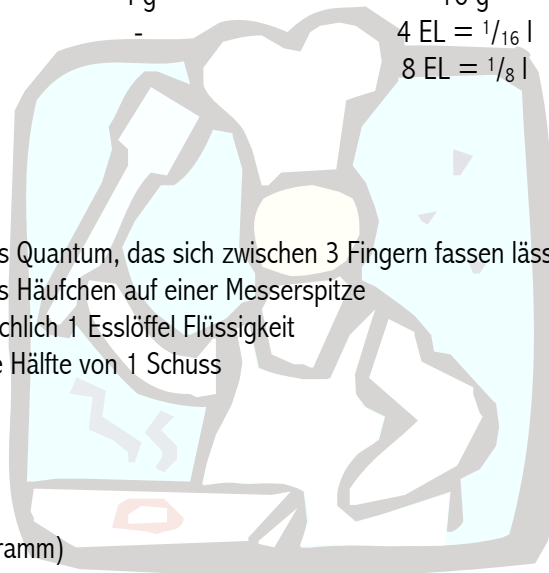 - 4 EL = 1/16 l
8 EL = 1/8 l
s Quantum, das sich zwischen 3 Fingern fassen läss
s Häufchen auf einer Messerspitze
chlich 1 Esslöffel Flüssigkeit
e Hälfte von 1 Schuss
ramm)